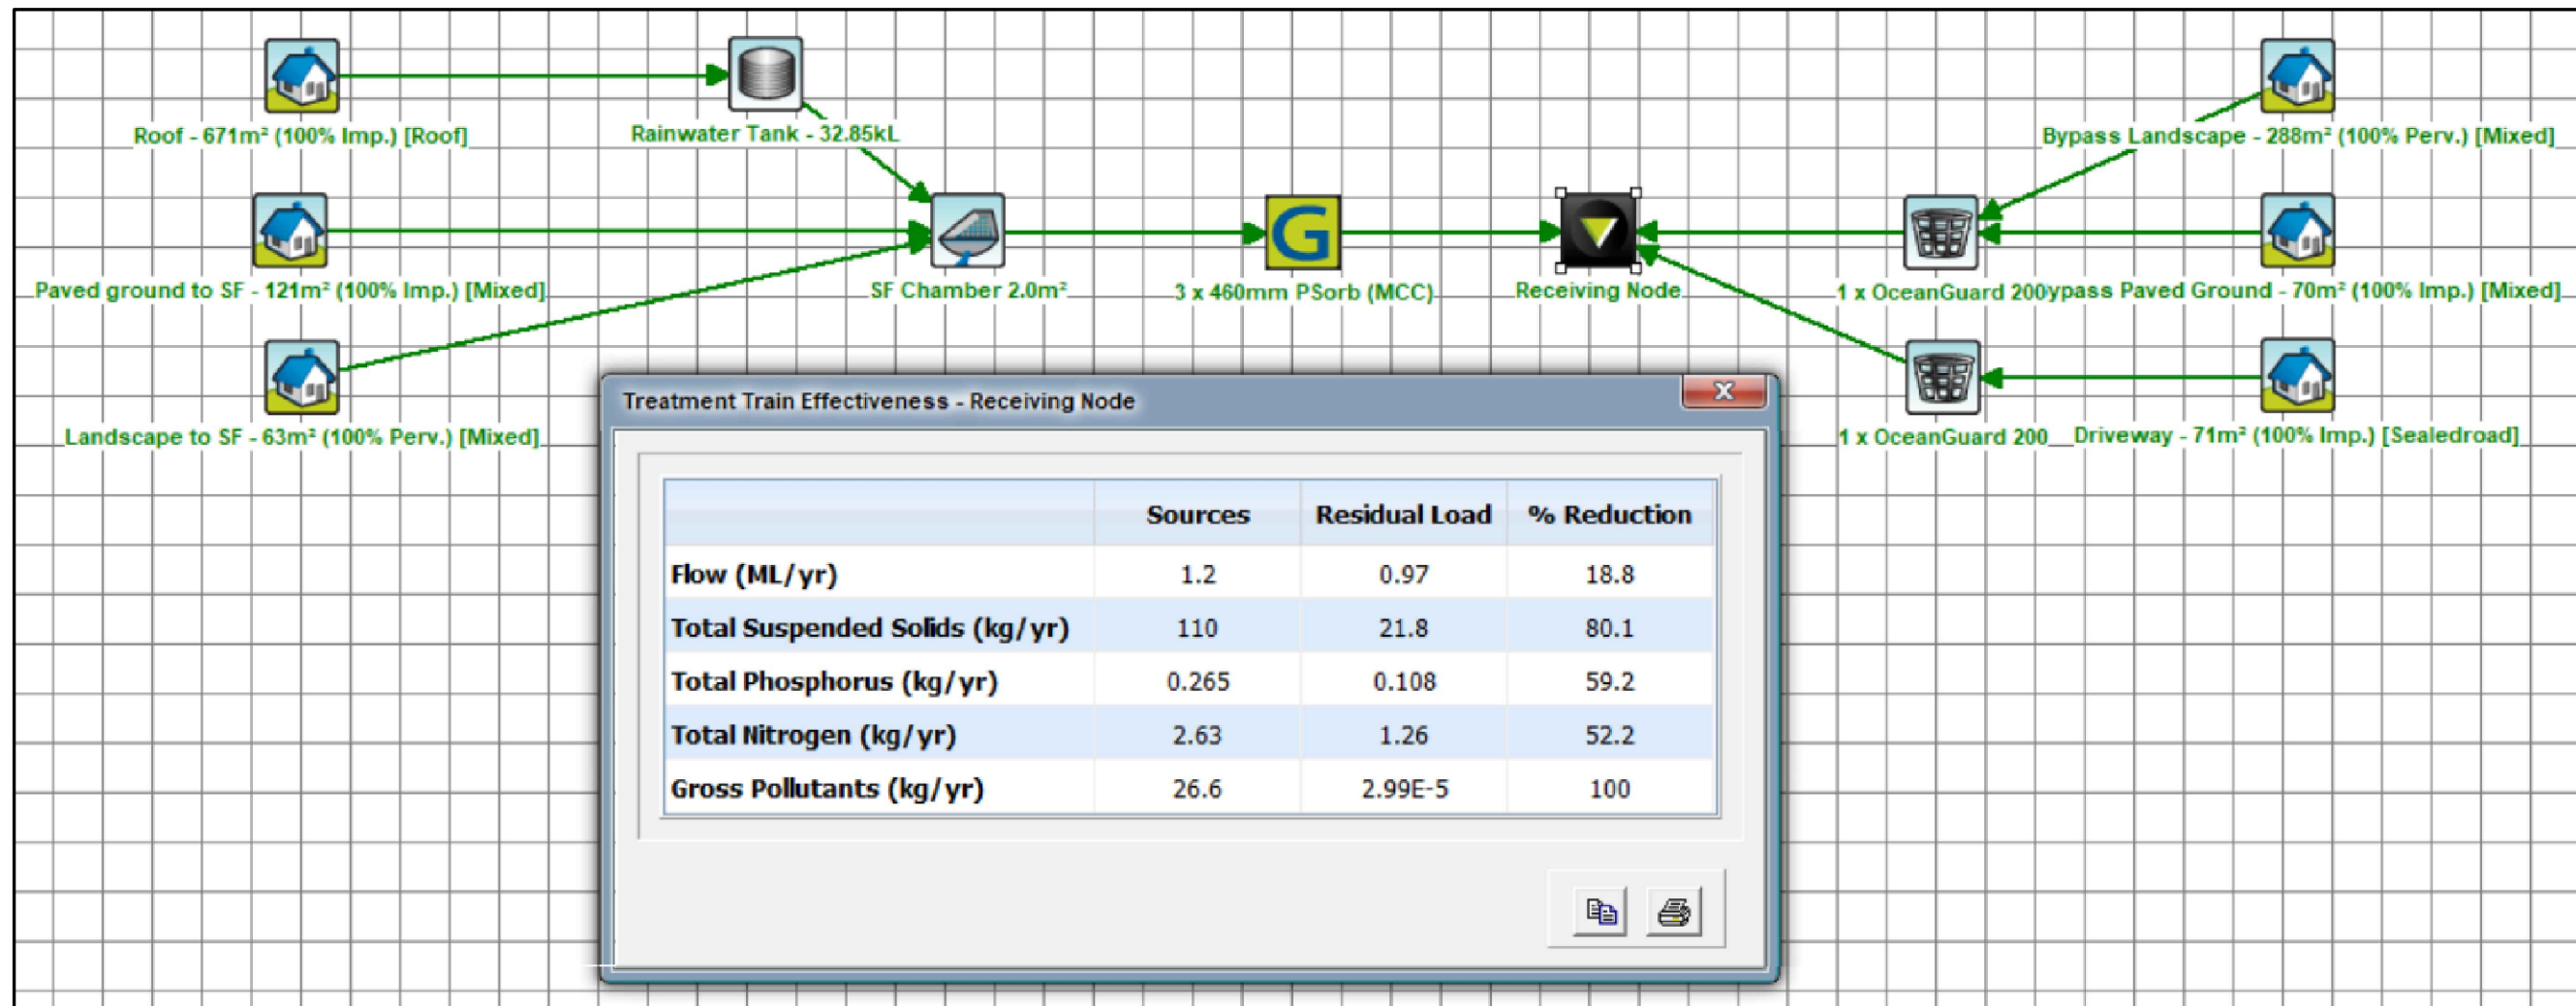 Roof - 671m² (100% Imp.) [Roof]
Rainwater Tank - 32.85kL
Bypass Landscape - 288m² (100% Perv.) [Mixed]
Paved ground to SF - 121m² (100% Imp.) [Mixed]
SF Chamber 2.0m²
G
3 x 460mm PSorb (MCC)
Receiving Node
1 x OceanGuard 200
ypass Paved Ground - 70m² (100% Imp.) [Mixed]
Landscape to SF - 63m² (100% Perv.) [Mixed]
1 x OceanGuard 200
Driveway - 71m² (100% Imp.) [Sealedroad]
Treatment Train Effectiveness - Receiving Node
Sources Residual Load % Reduction
Flow (ML/yr) 1.2 0.97 18.8
Total Suspended Solids (kg/yr) 110 21.8 80.1
Total Phosphorus (kg/yr) 0.265 0.108 59.2
Total Nitrogen (kg/yr) 2.63 1.26 52.2
Gross Pollutants (kg/yr) 26.6 2.99E-5 100